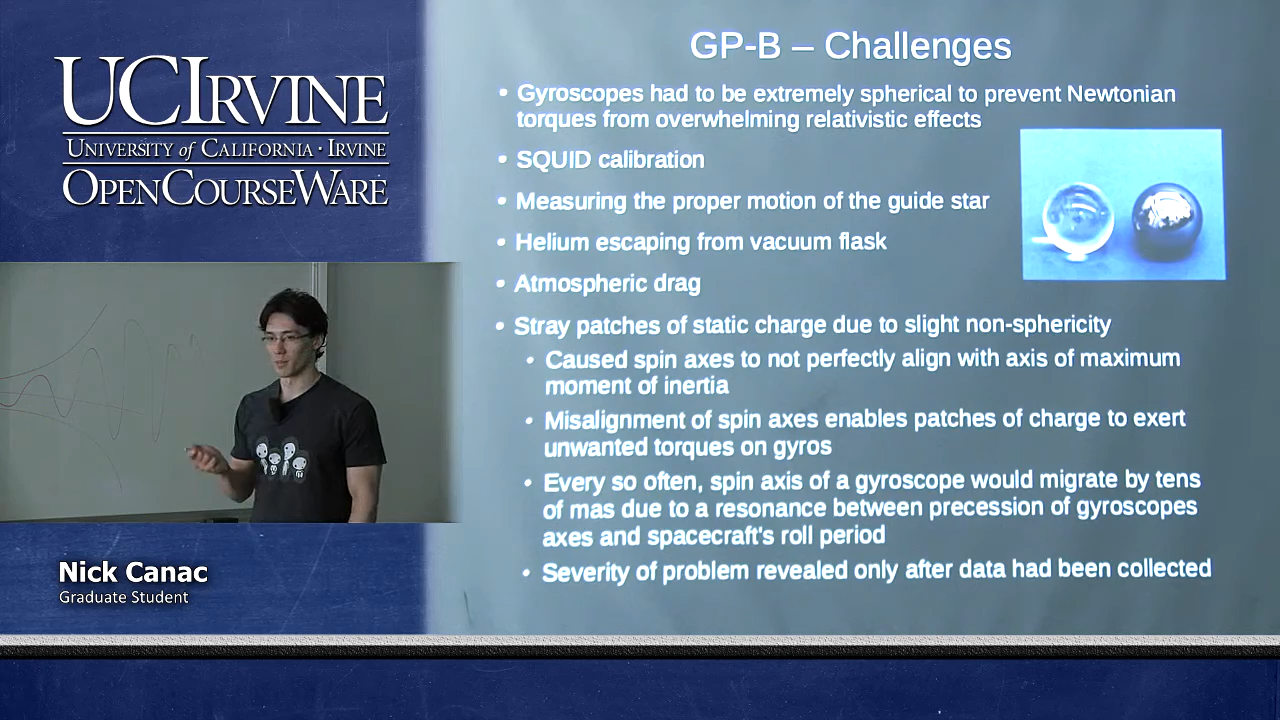 UCIRVINE
UNIVERSITY of CALIFORNIA · IRVINE
OPENCOURSEWARE
Nick Canac
Graduate Student
GP-B – Challenges
• Gyroscopes had to be extremely spherical to prevent Newtonian
torques from overwhelming relativistic effects
• SQUID calibration
• Measuring the proper motion of the guide star
• Helium escaping from vacuum flask
• Atmospheric drag
• Stray patches of static charge due to slight non-sphericity
• Caused spin axes to not perfectly align with axis of maximum
moment of inertia
• Misalignment of spin axes enables patches of charge to exert
unwanted torques on gyros
• Every so often, spin axis of a gyroscope would migrate by tens
of mas due to a resonance between precession of gyroscopes
axes and spacecraft's roll period
• Severity of problem revealed only after data had been collected